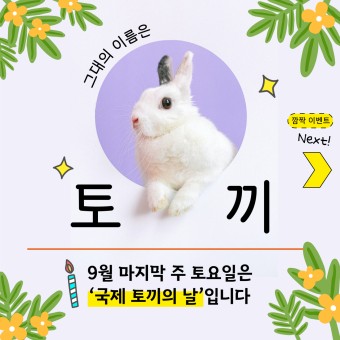 그대의 이름은
토 끼
깜짝 이벤트
Next!
9월 마지막 주 토요일은
‘국제 토끼의 날’입니다